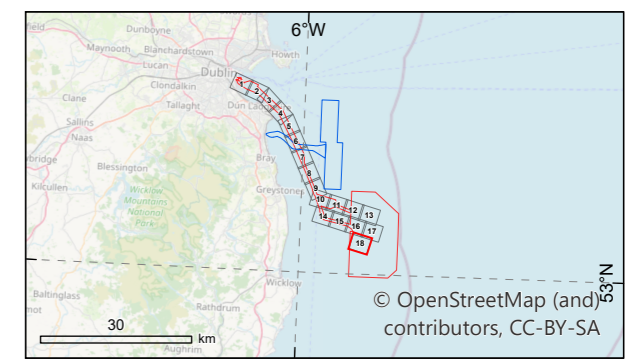 6°W
Dunboyne
Howth
Maynooth Blanchardstown
Lucan
Dublin
Clondalkin
Clane
Tallaght
Dun
Sallins
Naas
Bray
Blessington
Kilcullen
Greystones
Wicklow
Mountains
National
Park
1
2
3
4
5
6
7
8
9
10 11 12 13
14 15 16 17
18
Wicklow
53°N
Baltinglass
Rathdrum
Aughrim
30
km
© OpenStreetMap (and)
contributors, CC-BY-SA